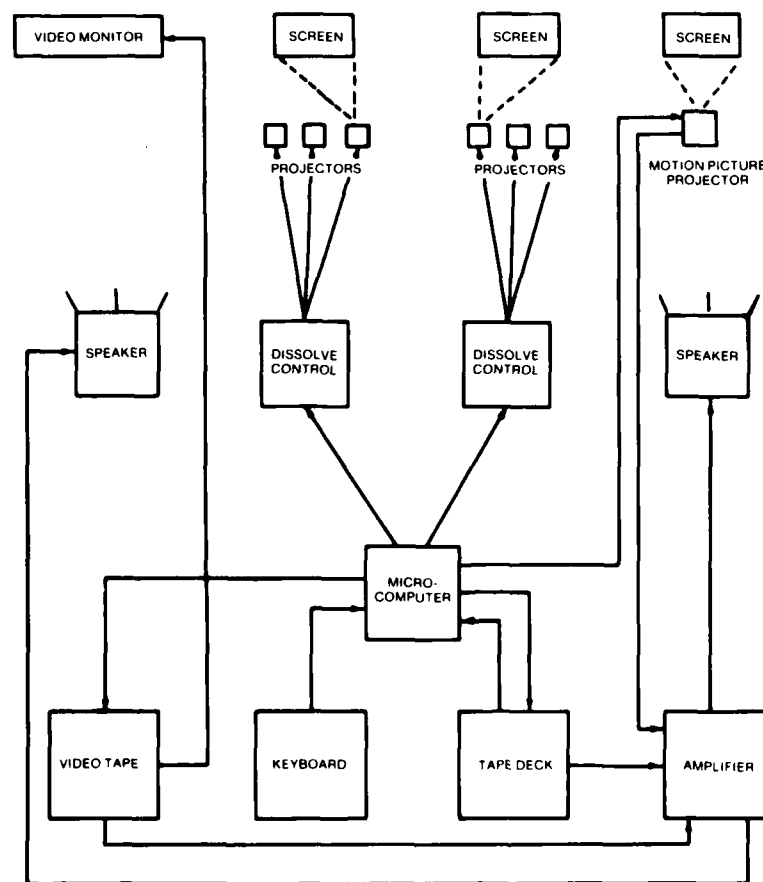 VIDEO MONITOR
SCREEN
SCREEN
SCREEN
PROJECTORS
PROJECTORS
MOTION PICTURE
PROJECTOR
SPEAKER
DISSOLVE
CONTROL
DISSOLVE
CONTROL
SPEAKER
MICRO-
COMPUTER
VIDEO TAPE
KEYBOARD
TAPE DECK
AMPLIFIER